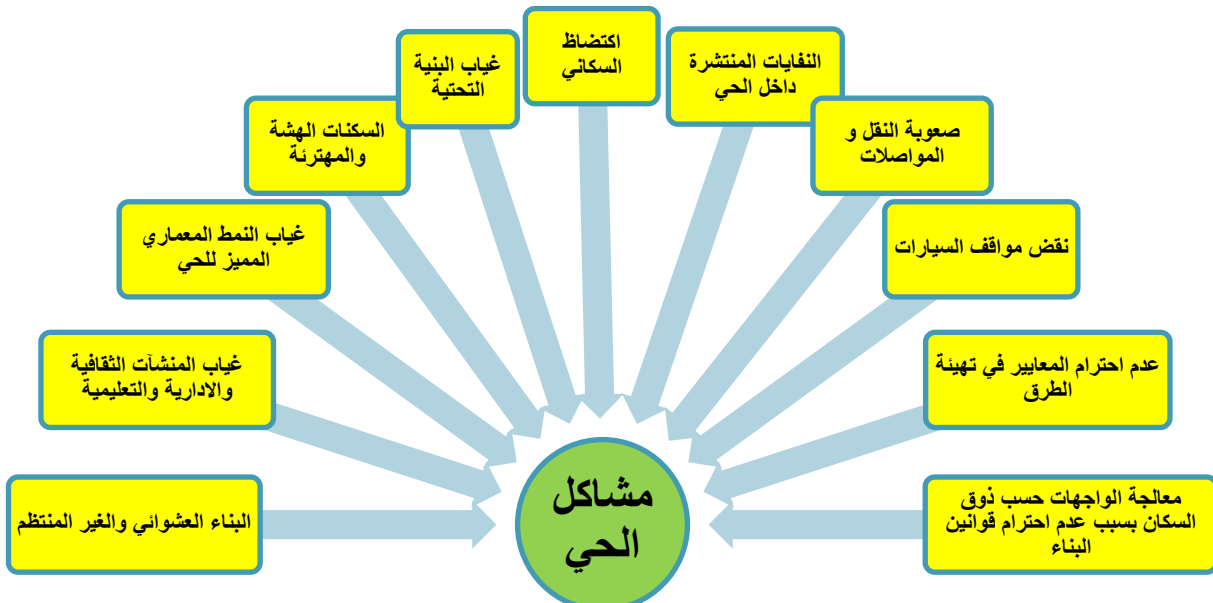 اكتضاظ
السكاني
النفايات المنتشرة
داخل الحي
غياب البنية
التحتية
صعوبة النقل و
المواصلات
السكنات الهشة
والمهترئة
نقض مواقف السيارات
غياب النمط المعماري
المميز للحي
عدم احترام المعايير في تهيئة
الطرق
غياب المنشآت الثقافية
والادارية والتعليمية
معالجة الواجهات حسب ذوق
السكان بسبب عدم احترام قوانين
البناء
البناء العشوائي والغير المنتظم
مشاكل
الحي